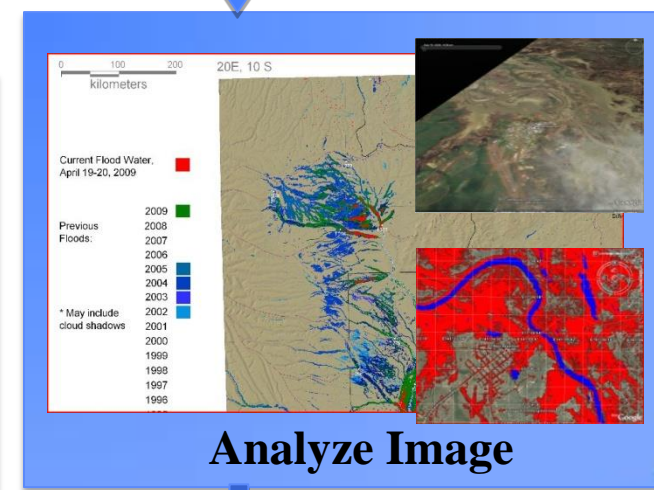 0 100 200
kilometers
20E, 10 S
Current Flood Water,
April 19-20, 2009
Previous
Floods:
2009
2008
2007
2006
2005
2004
2003
2002
2001
2000
1999
1998
1997
1996
* May include
cloud shadows
Google
Analyze Image